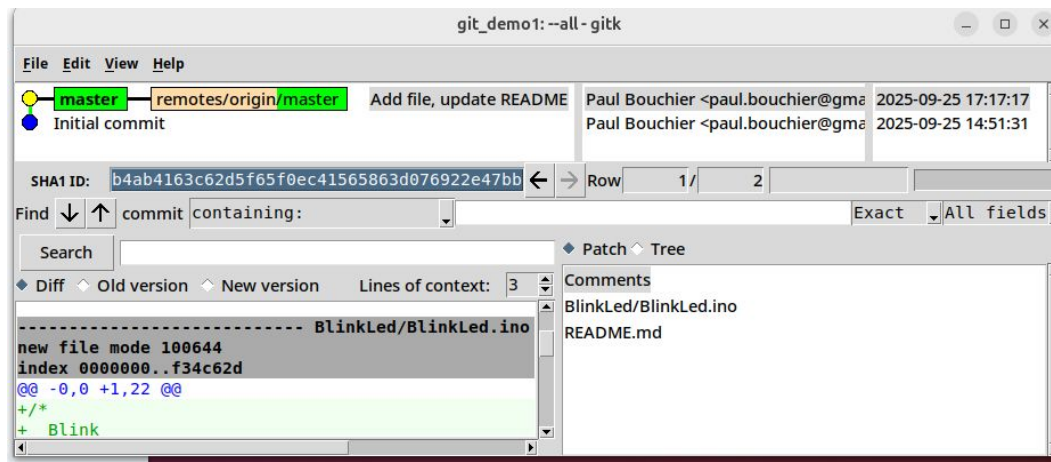 git_demo1: --all - gitk
File Edit View Help
master remotes/origin/master Add file, update README Paul Bouchier <paul.bouchier@gma 2025-09-25 17:17:17
Initial commit Paul Bouchier <paul.bouchier@gma 2025-09-25 14:51:31
SHA1 ID: b4ab4163c62d5f65f0ec41565863d076922e47bb ← → Row 1/ 2
Find ↓ ↑ commit containing: Exact All fields
Search
Patch Tree
Diff Old version New version Lines of context: 3
Comments
BlinkLed/BlinkLed.ino
README.md
---------------------------- BlinkLed/BlinkLed.ino
new file mode 100644
index 0000000..f34c62d
@@ -0,0 +1,22 @@
+/*
+  Blink